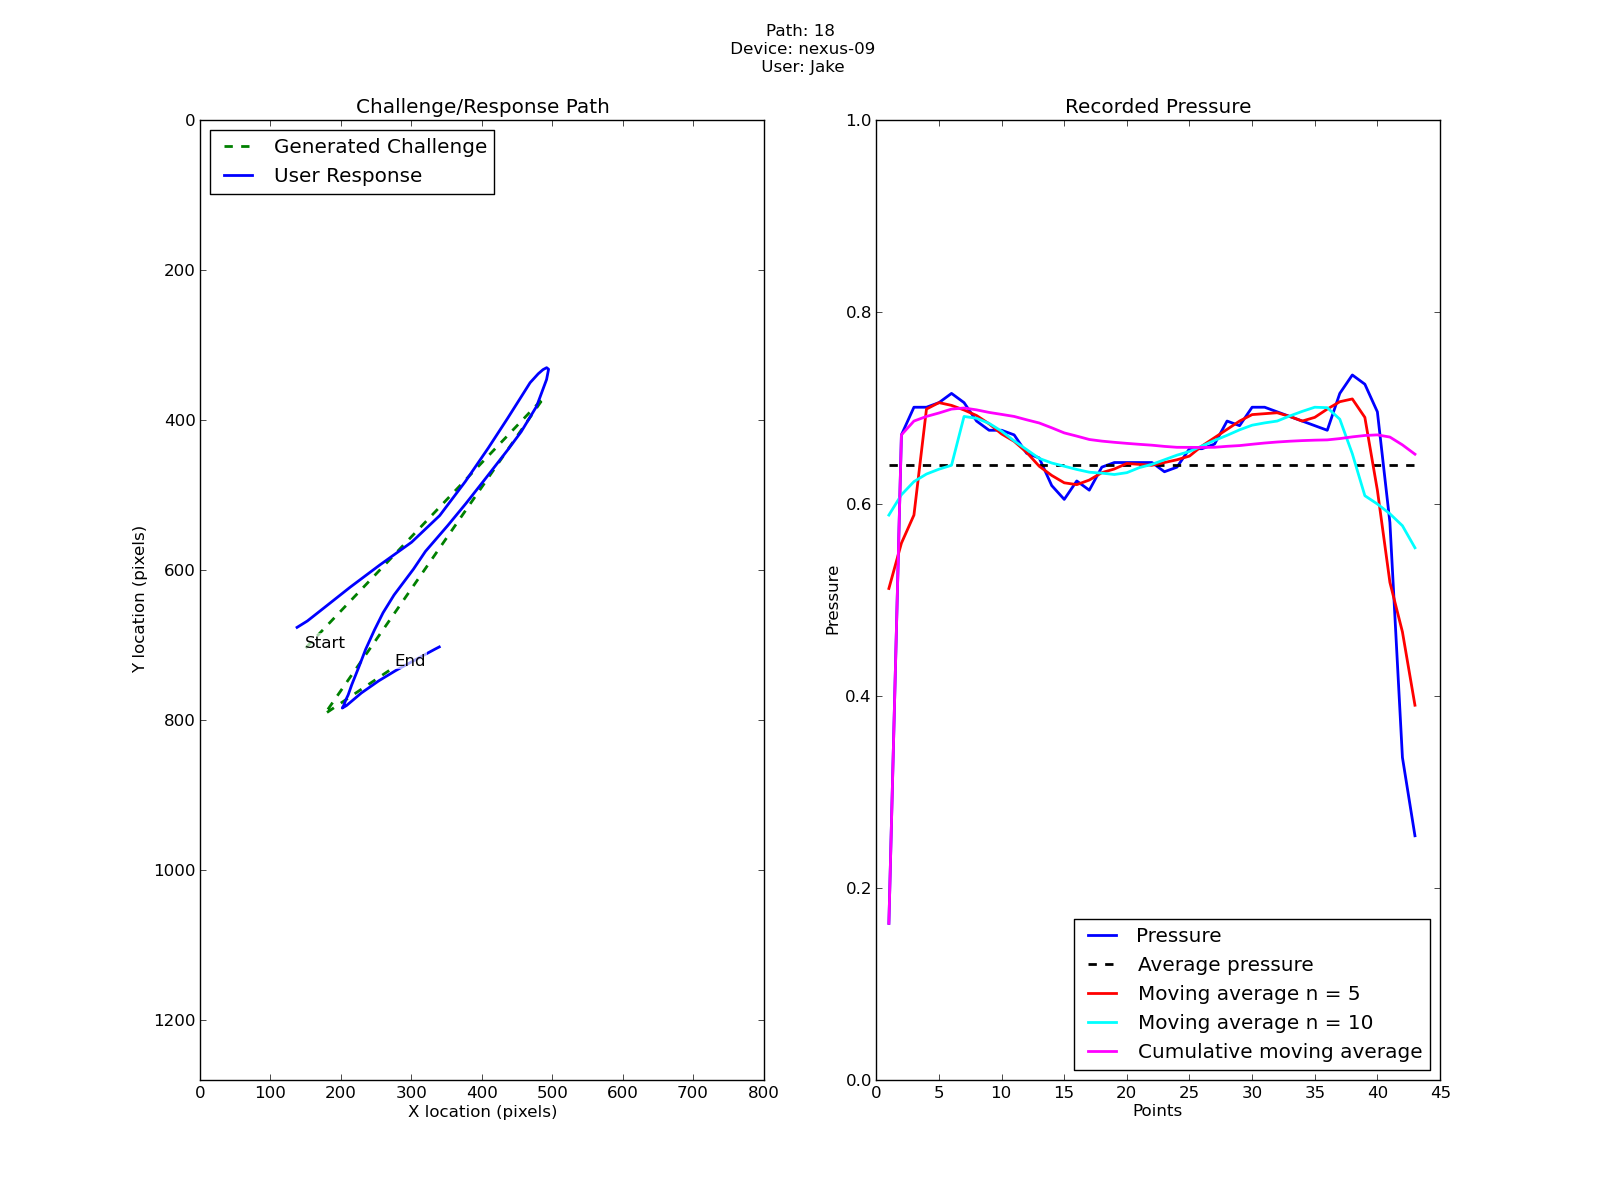 Path: 18
Device: nexus-09
User: Jake
Challenge/Response Path
Generated Challenge
User Response
0
200
400
600
800
1000
1200
Y location (pixels)
Start
End
0 100 200 300 400 500 600 700 800
X location (pixels)
Recorded Pressure
1.0
0.8
0.6
0.4
0.2
0.0
Pressure
Pressure
Average pressure
Moving average n = 5
Moving average n = 10
Cumulative moving average
0 5 10 15 20 25 30 35 40 45
Points